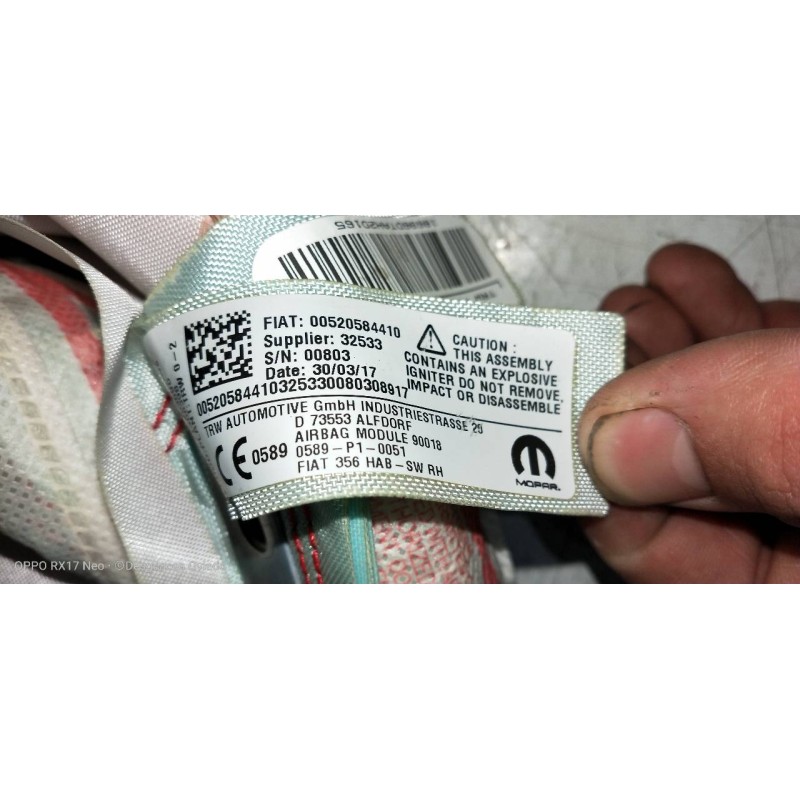 FIAT: 00520584410
Supplier: 32533
S/N: 00803
Date: 30/03/17
00520584410325330080308917
CAUTION :
THIS ASSEMBLY
CONTAINS AN EXPLOSIVE
IGNITER DO NOT REMOVE,
IMPACT OR DISASSEMBLE
TRW AUTOMOTIVE GmbH INDUSTRIESTRASSE 20
D 73553 ALFDORF
AIRBAG MODULE 90018
CE 0589 0589-P1-0051
FIAT 356 HAB-SW RH
MOPAR
OPPO RX17 Neo